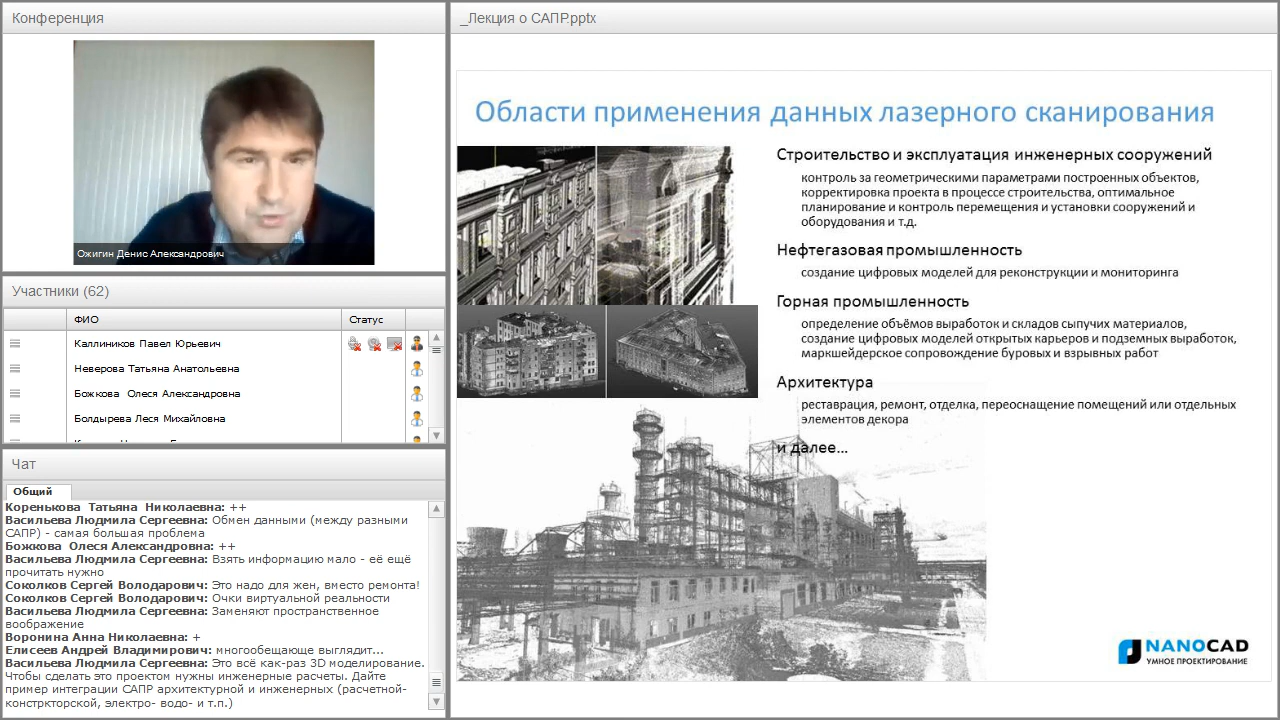 Конференция
Ожигин Денис Александрович
Участники (62)
ФИО Статус
Каллиников Павел Юрьевич
Неверова Татьяна Анатольевна
Божкова Олеся Александровна
Болдырева Леся Михайловна
Чат
Общий
Коренькова Татьяна Николаевна: ++
Васильева Людмила Сергеевна: Обмен данными (между разными
САПР) - самая большая проблема
Божкова Олеся Александровна: ++
Васильева Людмила Сергеевна: Взять информацию мало - её ещё
прочитать нужно
Соколков Сергей Володарович: Это надо для жен, вместо ремонта!
Соколков Сергей Володарович: Очки виртуальной реальности
Васильева Людмила Сергеевна: Заменяют пространственное
воображение
Воронина Анна Николаевна: +
Елисеев Андрей Владимирович: многообещающе выглядит...
Васильева Людмила Сергеевна: Это всё как-раз 3D моделирование.
Чтобы сделать это проектом нужны инженерные расчеты. Дайте
пример интеграции САПР архитектурной и инженерных (расчетной-
констркторской, электро- водо- и т.п.)
_Лекция о САПР.pptx
Области применения данных лазерного сканирования
Строительство и эксплуатация инженерных сооружений
контроль за геометрическими параметрами построенных объектов,
корректировка проекта в процессе строительства, оптимальное
планирование и контроль перемещения и установки сооружений и
оборудования и т.д.
Нефтегазовая промышленность
создание цифровых моделей для реконструкции и мониторинга
Горная промышленность
определение объёмов выработок и складов сыпучих материалов,
создание цифровых моделей открытых карьеров и подземных выработок,
маркшейдерское сопровождение буровых и взрывных работ
Архитектура
реставрация, ремонт, отделка, переоснащение помещений или отдельных
элементов декора
и далее...
NANOCAD
УМНОЕ ПРОЕКТИРОВАНИЕ